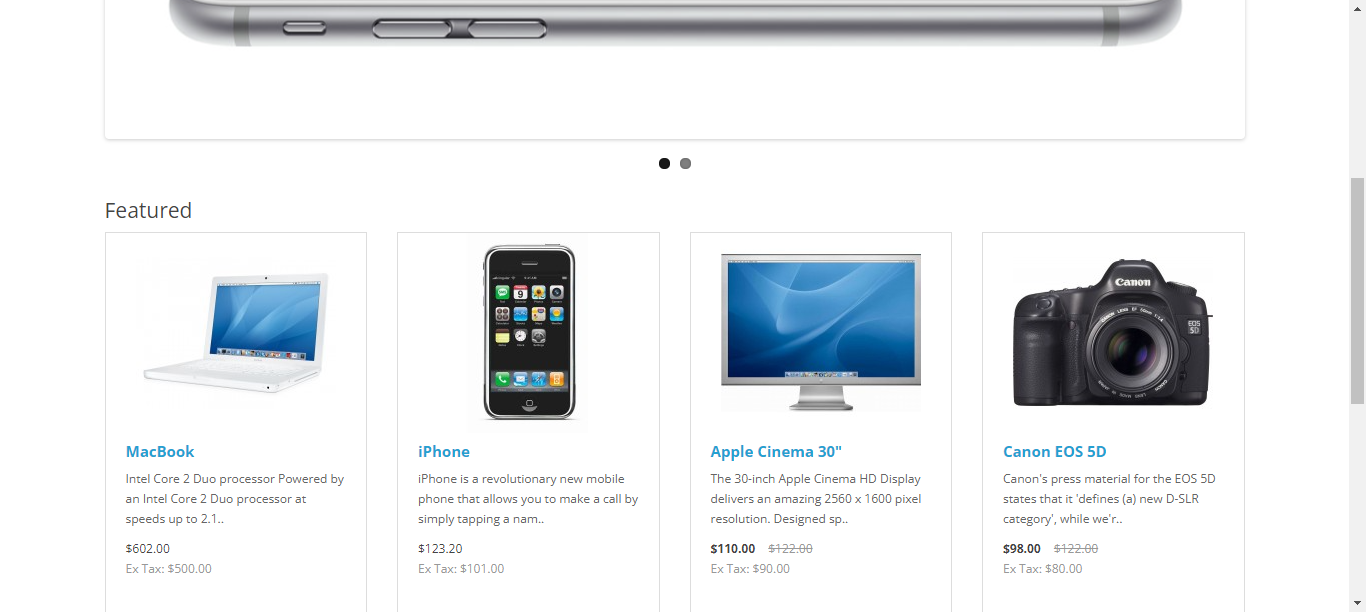 Featured
Canon
EOS
5D
MacBook
Intel Core 2 Duo processor Powered by
an Intel Core 2 Duo processor at
speeds up to 2.1..
$602.00
Ex Tax: $500.00
iPhone
iPhone is a revolutionary new mobile
phone that allows you to make a call by
simply tapping a nam..
$123.20
Ex Tax: $101.00
Apple Cinema 30"
The 30-inch Apple Cinema HD Display
delivers an amazing 2560 x 1600 pixel
resolution. Designed sp..
$110.00 $122.00
Ex Tax: $90.00
Canon EOS 5D
Canon's press material for the EOS 5D
states that it 'defines (a) new D-SLR
category', while we'r..
$98.00 $122.00
Ex Tax: $80.00